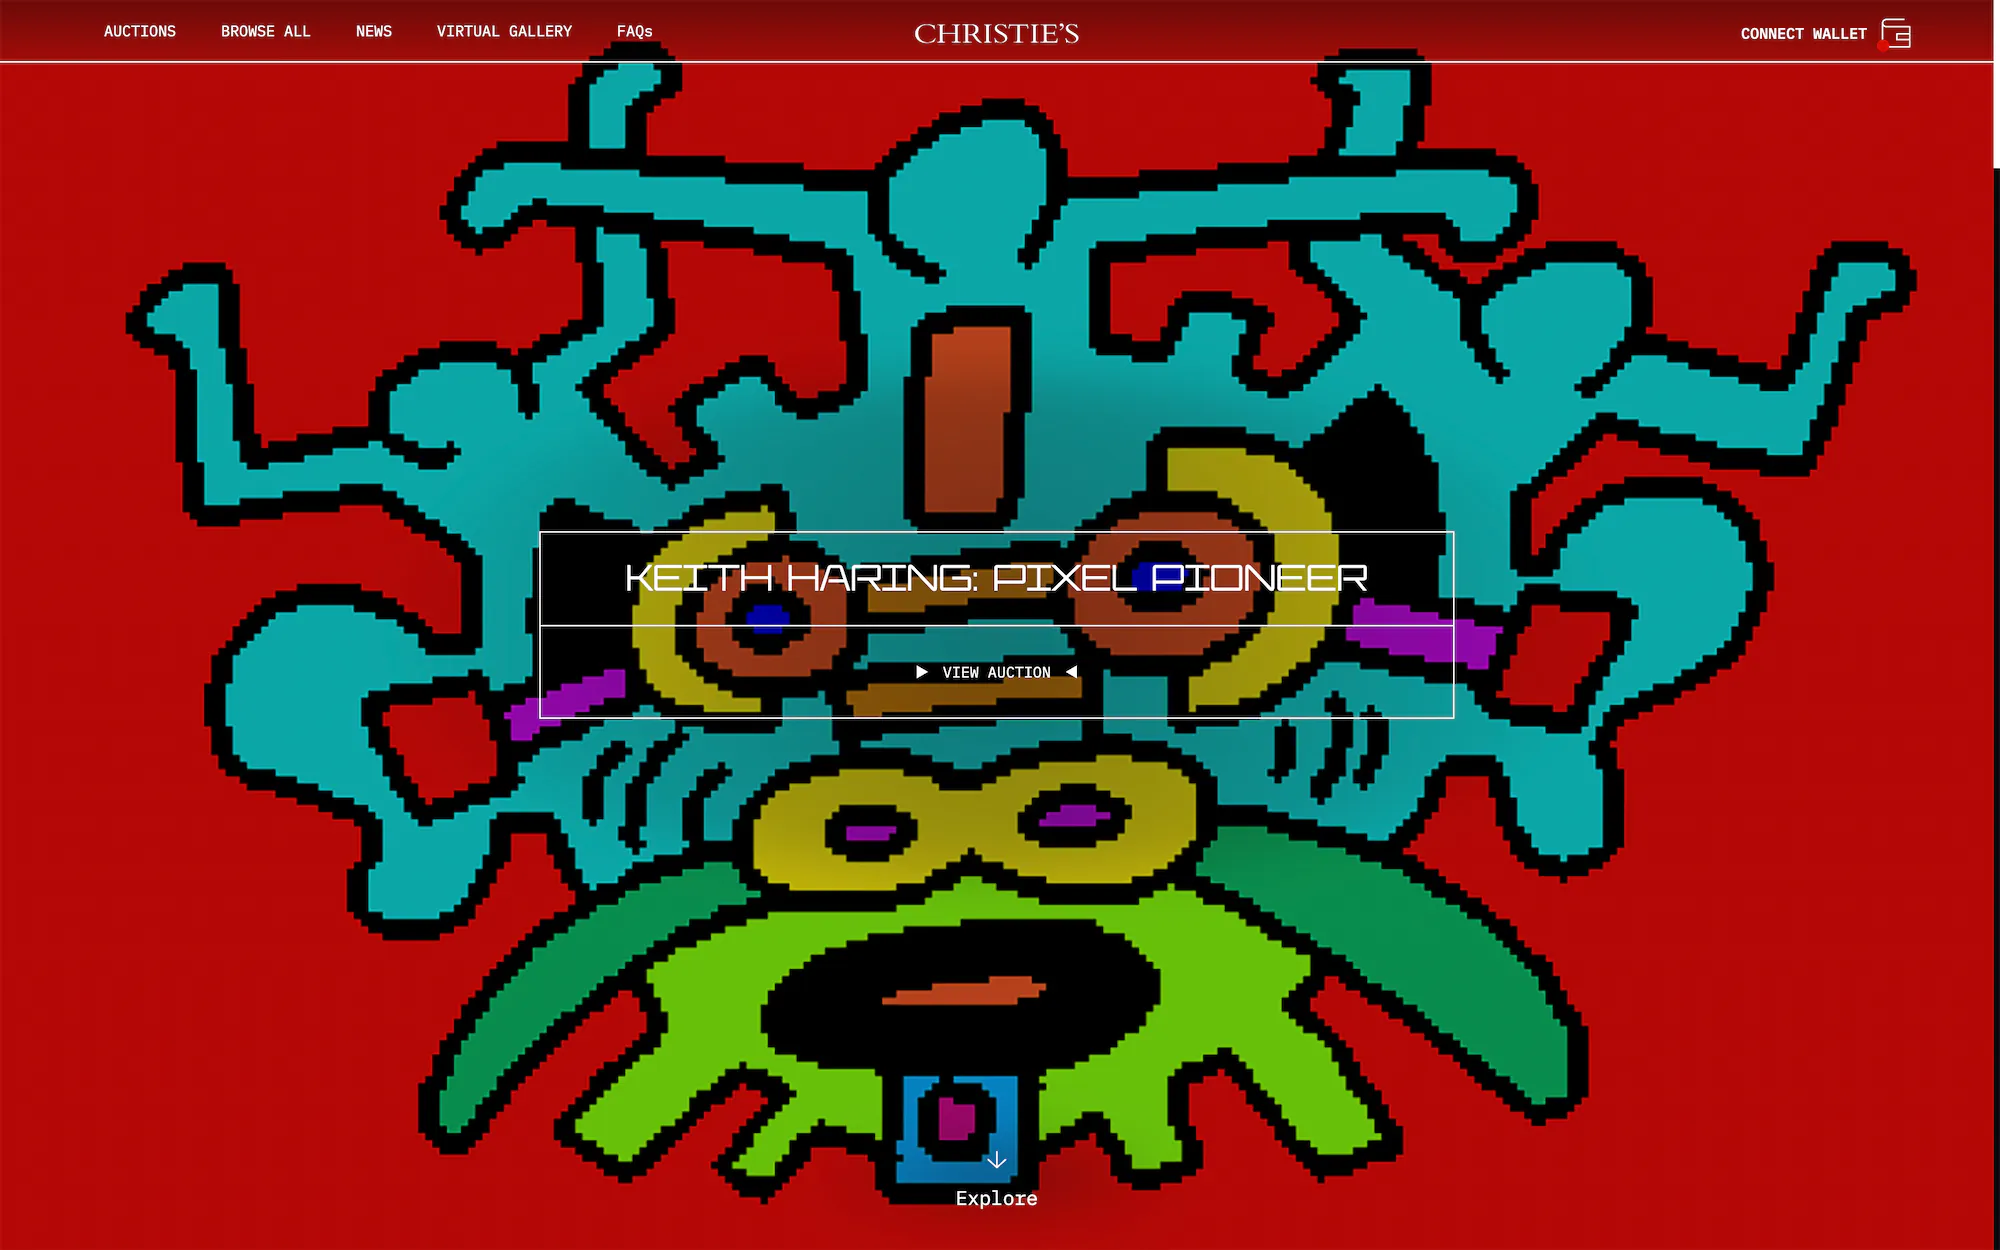 AUCTIONS BROWSE ALL NEWS VIRTUAL GALLERY FAQs CHRISTIE'S CONNECT WALLET
KEITH HARING: PIXEL PIONEER
VIEW AUCTION
Explore